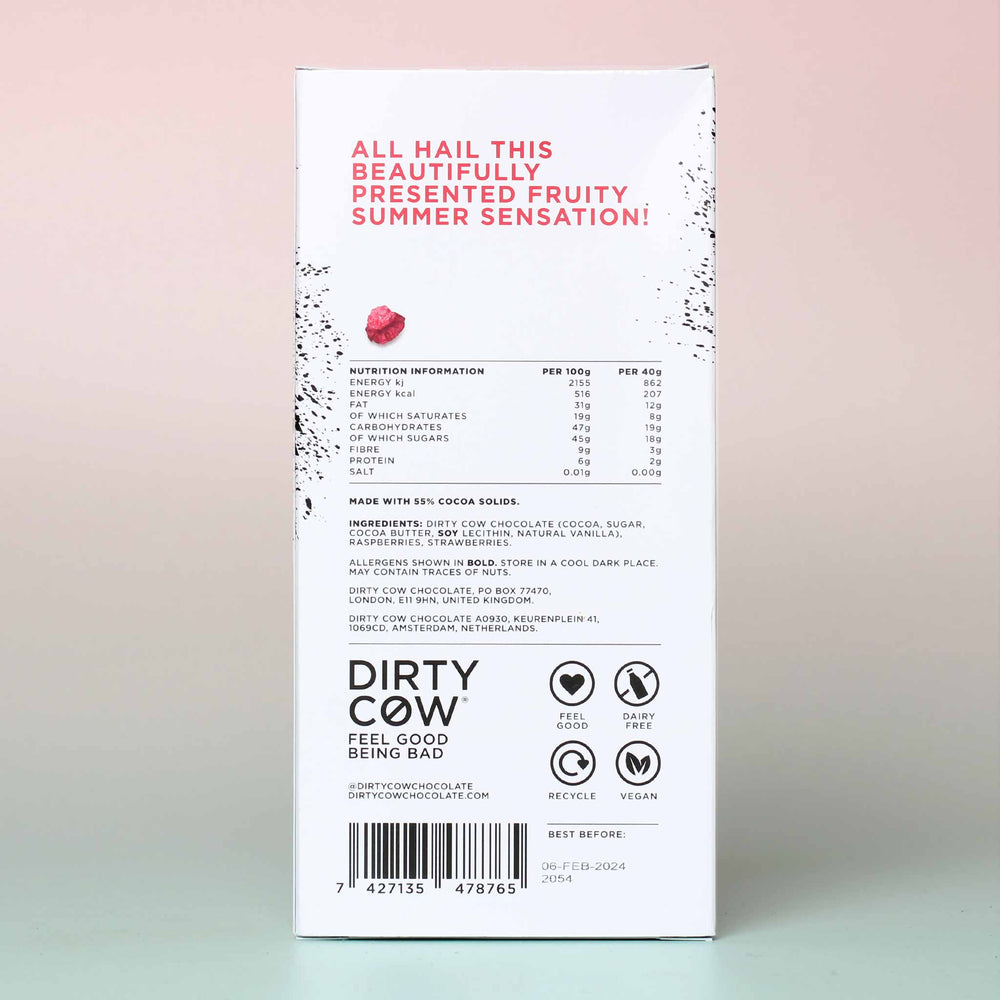 ALL HAIL THIS
BEAUTIFULLY
PRESENTED FRUITY
SUMMER SENSATION!
NUTRITION INFORMATION PER 100g PER 40g
ENERGY kj 2155 862
ENERGY kcal 516 207
FAT 31g 12g
OF WHICH SATURATES 19g 8g
CARBOHYDRATES 47g 19g
OF WHICH SUGARS 45g 18g
FIBRE 9g 3g
PROTEIN 6g 2g
SALT 0.01g 0.00g
MADE WITH 55% COCOA SOLIDS.
INGREDIENTS: DIRTY COW CHOCOLATE (COCOA, SUGAR,
COCOA BUTTER, SOY LECITHIN, NATURAL VANILLA),
RASPBERRIES, STRAWBERRIES.
ALLERGENS SHOWN IN BOLD. STORE IN A COOL DARK PLACE.
MAY CONTAIN TRACES OF NUTS.
DIRTY COW CHOCOLATE, PO BOX 77470,
LONDON, E11 9HN, UNITED KINGDOM.
DIRTY COW CHOCOLATE A0930, KEURENPLEIN 41,
1069CD, AMSTERDAM, NETHERLANDS.
DIRTY
CØW®
FEEL GOOD
BEING BAD
@DIRTYCOWCHOCOLATE
DIRTYCOWCHOCOLATE.COM
FEEL
GOOD
DAIRY
FREE
RECYCLE
VEGAN
BEST BEFORE:
06-FEB-2024
2054
7 427135 478765